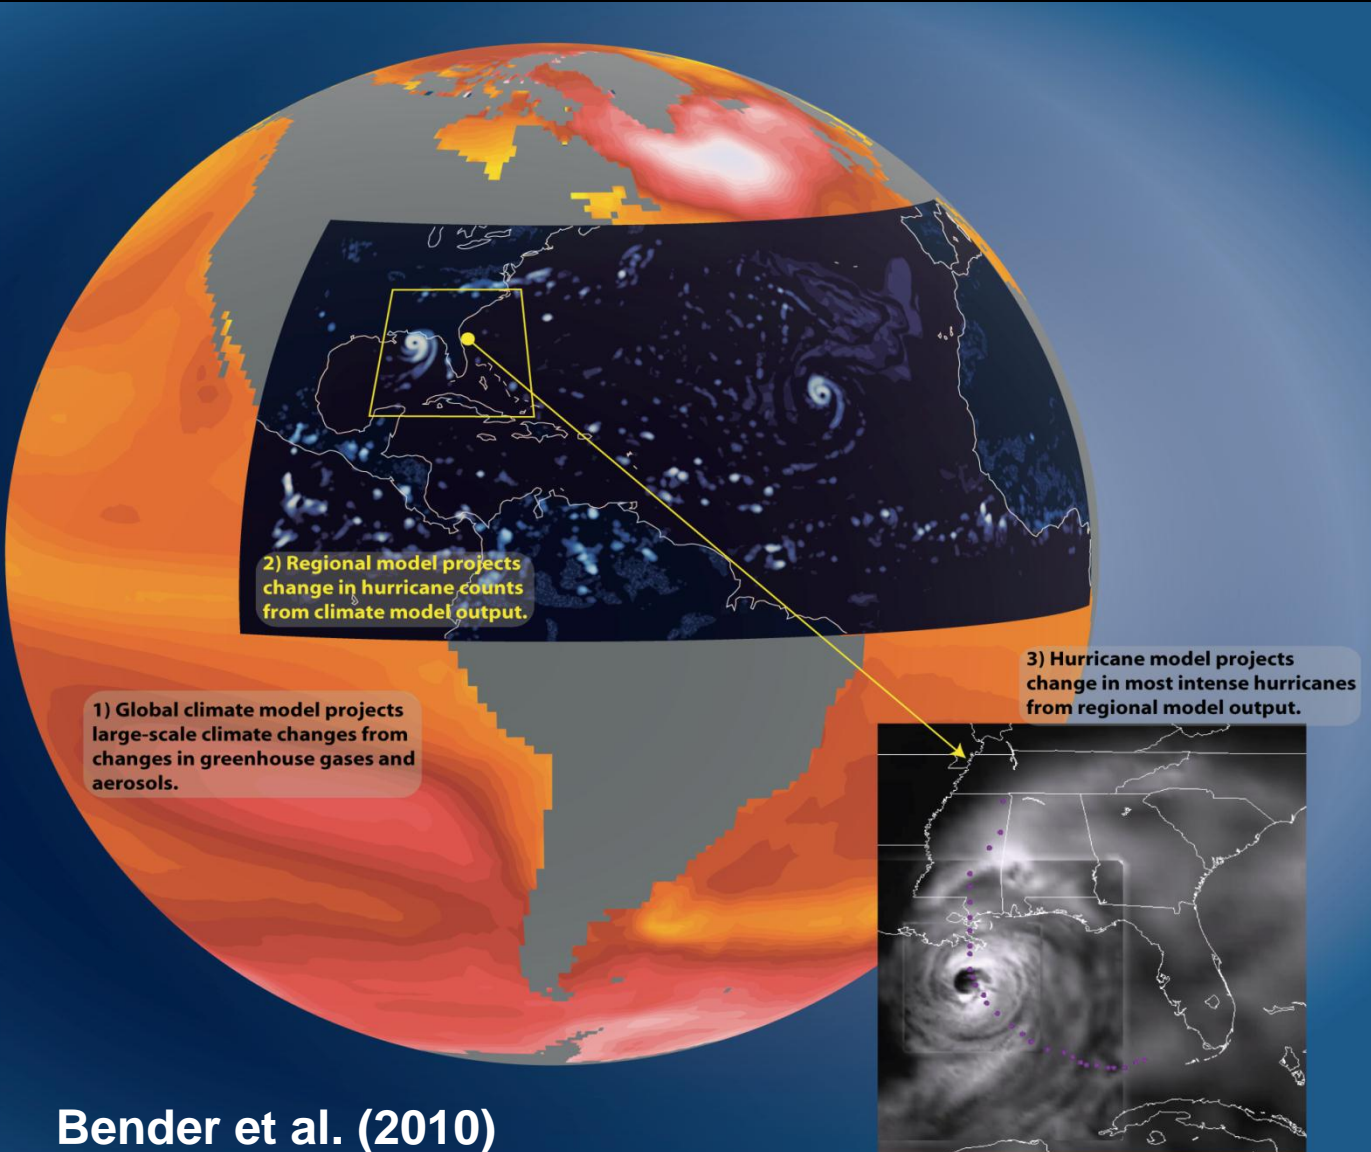 2) Regional model projects
change in hurricane counts
from climate model output.
1) Global climate model projects
large-scale climate changes from
changes in greenhouse gases and
aerosols.
3) Hurricane model projects
change in most intense hurricanes
from regional model output.
Bender et al. (2010)